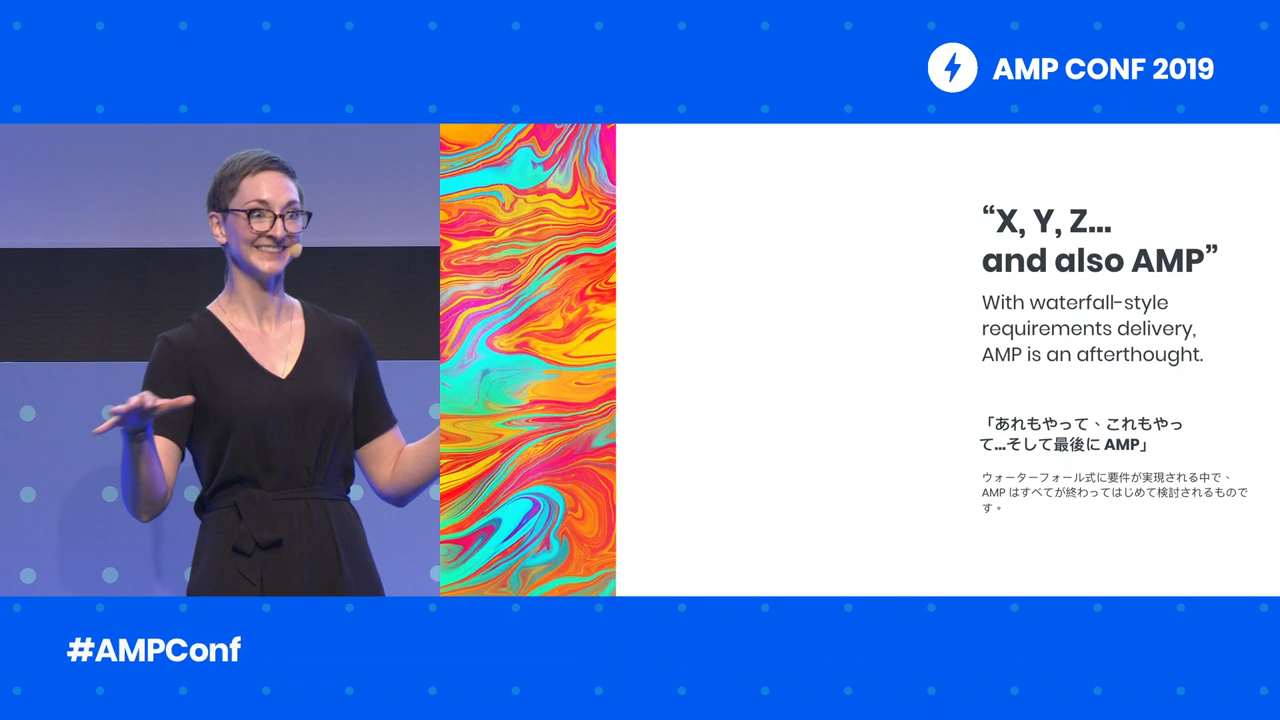 AMP CONF 2019
“X, Y, Z...
and also AMP”
With waterfall-style
requirements delivery,
AMP is an afterthought.
「あれもやって、これもやっ
て...そして最後に AMP」
ウォーターフォール式に要件が実現される中で、
AMP はすべてが終わってはじめて検討されるもので
す。
#AMPConf